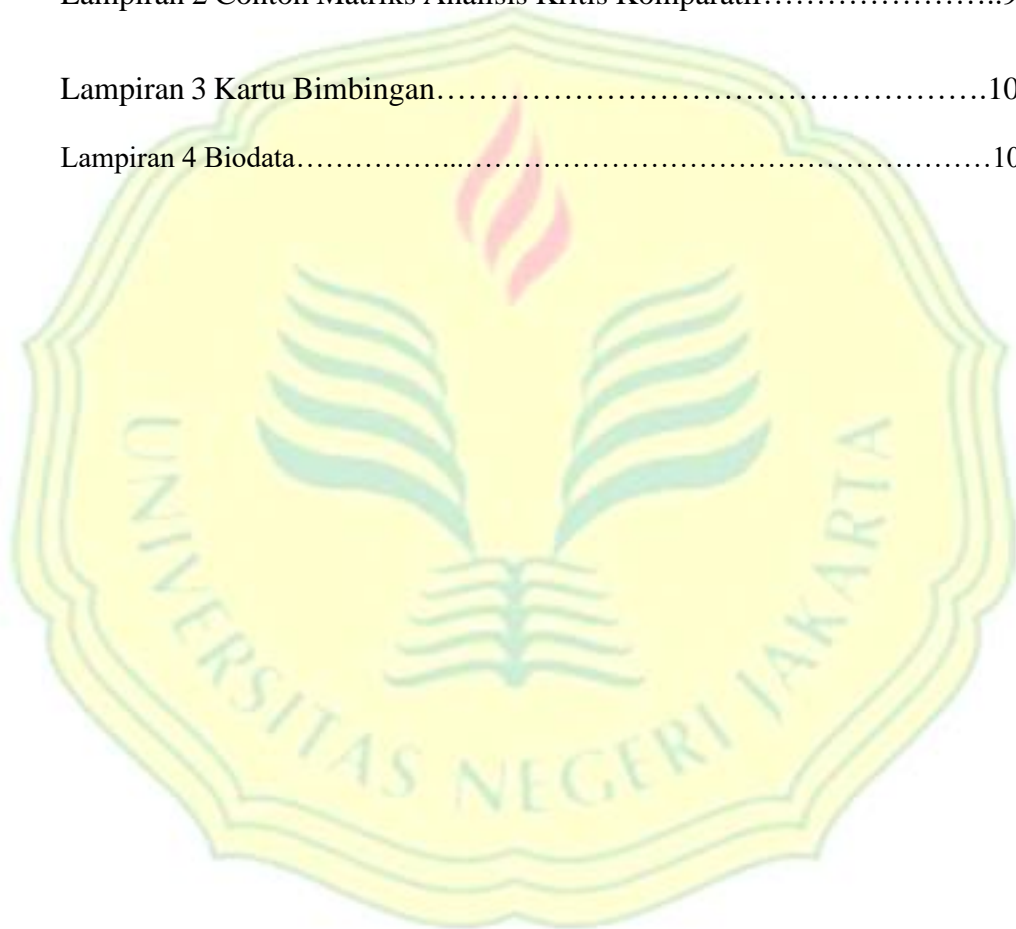 Lampiran 2 Contoh Matriks Analisis Kritis Komparatif…………………..9
Lampiran 3 Kartu Bimbingan…………………………………………….10
Lampiran 4 Biodata……………...……………………………………………10
UNIVERSITAS NEGERI JAKARTA